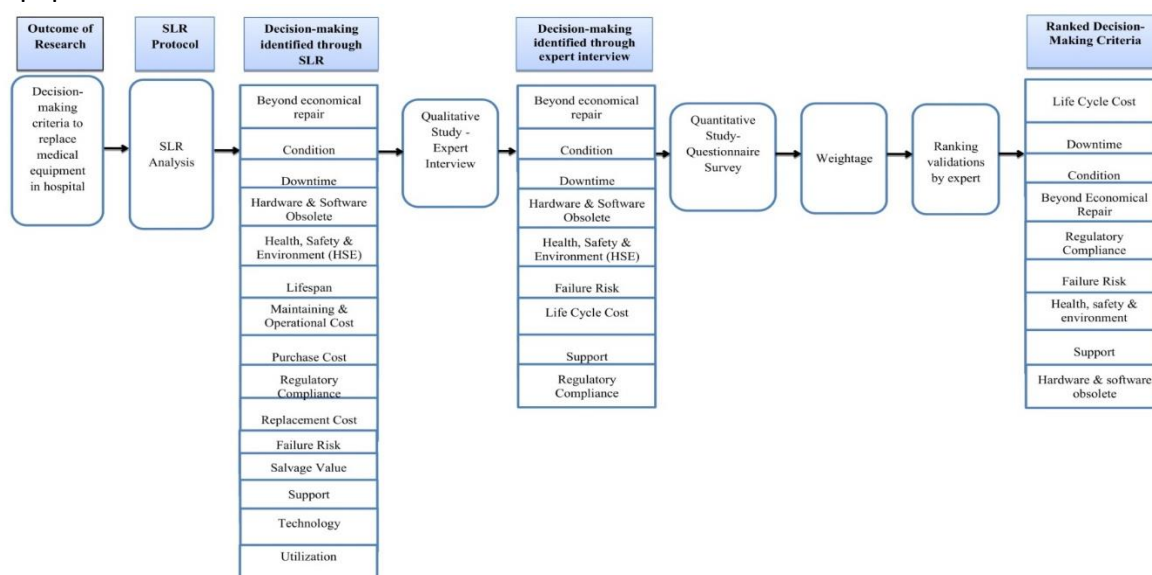 Outcome of
Research
SLR
Protocol
Decision-making
identified through
SLR
Decision-making
identified through
expert interview
Ranked Decision-
Making Criteria
Decision-
making
criteria to
replace
medical
equipment
in hospital
SLR
Analysis
Beyond economical
repair
Condition
Downtime
Hardware & Software
Obsolete
Health, Safety &
Environment (HSE)
Lifespan
Maintaining &
Operational Cost
Purchase Cost
Regulatory
Compliance
Replacement Cost
Failure Risk
Salvage Value
Support
Technology
Utilization
Qualitative
Study -
Expert
Interview
Beyond economical
repair
Condition
Downtime
Hardware & Software
Obsolete
Health, Safety &
Environment (HSE)
Failure Risk
Life Cycle Cost
Support
Regulatory
Compliance
Quantitative
Study-
Questionnaire
Survey
Weightage
Ranking
validations
by expert
Life Cycle Cost
Downtime
Condition
Beyond Economical
Repair
Regulatory
Compliance
Failure Risk
Health, safety &
environment
Support
Hardware & software
obsolete